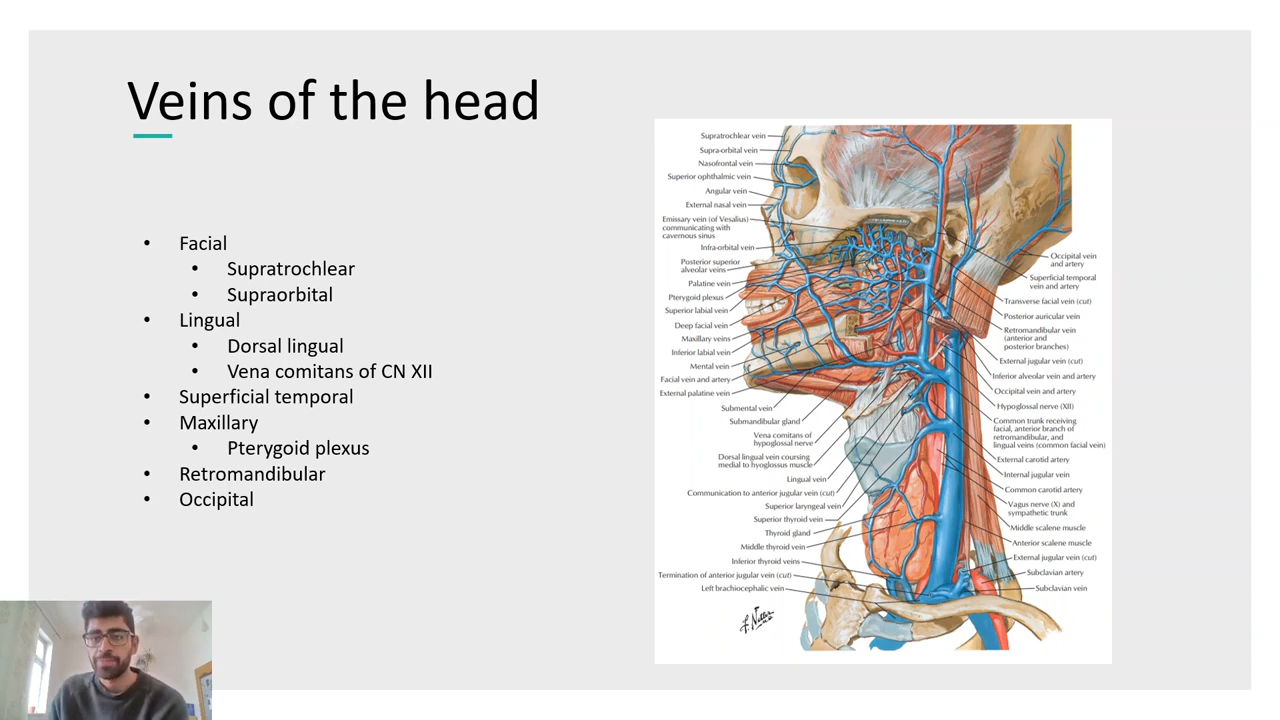 Veins of the head
• Facial
• Supratrochlear
• Supraorbital
• Lingual
• Dorsal lingual
• Vena comitans of CN XII
• Superficial temporal
• Maxillary
• Pterygoid plexus
• Retromandibular
• Occipital
Supratrochlear vein
Supra-orbital vein
Nasofrontal vein
Superior ophthalmic vein
Angular vein
External nasal vein
Emissary vein (of Vesalius)
communicating with
cavernous sinus
Infra-orbital vein
Posterior superior
alveolar veins
Palatine vein
Pterygoid plexus
Superior labial vein
Deep facial vein
Maxillary veins
Inferior labial vein
Mental vein
Facial vein and artery
External palatine vein
Submental vein
Submandibular gland
Vena comitans of
hypoglossal nerve
Dorsal lingual vein coursing
medial to hyoglossus muscle
Lingual vein
Communication to anterior jugular vein (cut)
Superior laryngeal vein
Superior thyroid vein
Thyroid gland
Middle thyroid vein
Inferior thyroid veins
Termination of anterior jugular vein (cut)
Left brachiocephalic vein
Occipital vein
and artery
Superficial temporal
vein and artery
Transverse facial vein (cut)
Posterior auricular vein
Retromandibular vein
(anterior and
posterior branches)
External jugular vein (cut)
Inferior alveolar vein and artery
Occipital vein and artery
Hypoglossal nerve (XII)
Common trunk receiving
facial, anterior branch of
retromandibular, and
lingual veins (common facial vein)
External carotid artery
Internal jugular vein
Common carotid artery
Vagus nerve (X) and
sympathetic trunk
Middle scalene muscle
Anterior scalene muscle
External jugular vein (cut)
Subclavian artery
Subclavian vein
F. Netter